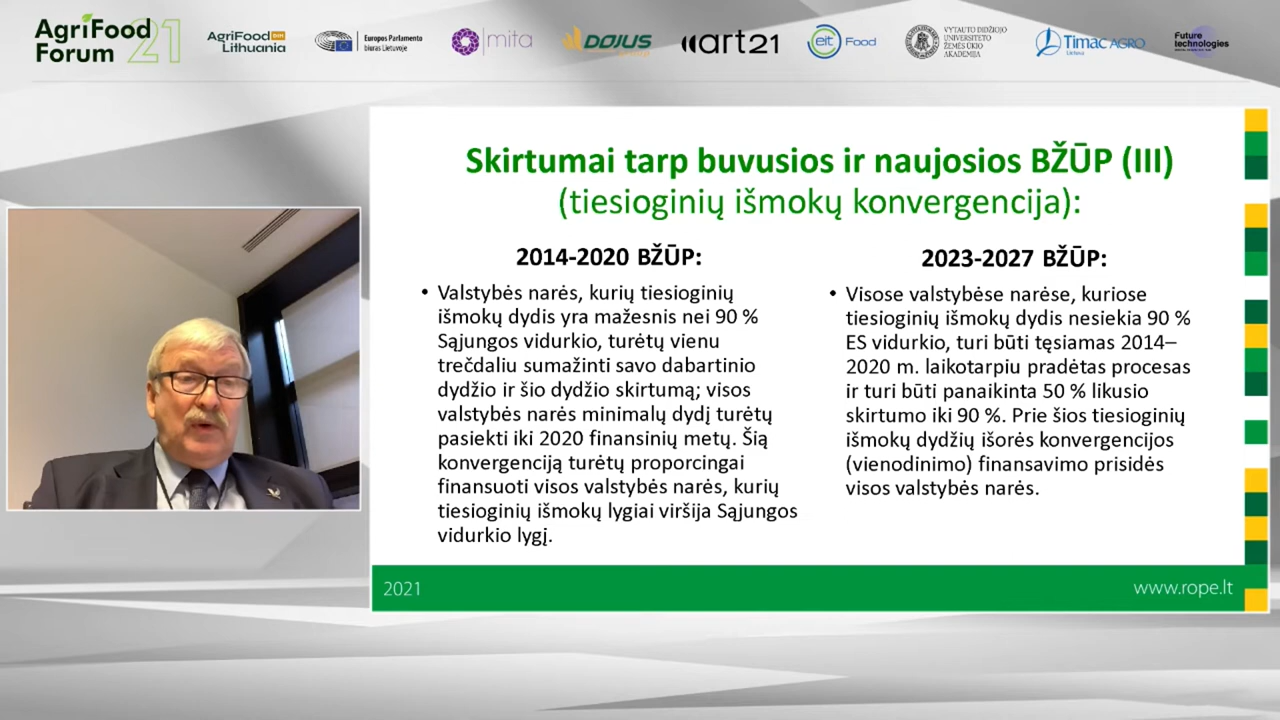 AgriFood
Forum 21
AgriFood
Lithuania
Europos Parlamento
biuras Lietuvoje
mita
DOJUS
art21
eit Food
VYTAUTO DIDŽIOJO
UNIVERSITETO
ŽEMĖS ŪKIO
AKADEMIJA
TIMAC AGRO
Lietuva
Future
technologies
Skirtumai tarp buvusios ir naujosios BŽŪP (III)
(tiesioginių išmokų konvergencija):
2014-2020 BŽŪP:
• Valstybės narės, kurių tiesioginių
išmokų dydis yra mažesnis nei 90 %
Sąjungos vidurkio, turėtų vienu
trečdaliu sumažinti savo dabartinio
dydžio ir šio dydžio skirtumą; visos
valstybės narės minimalų dydį turėtų
pasiekti iki 2020 finansinių metų. Šią
konvergenciją turėtų proporcingai
finansuoti visos valstybės narės, kurių
tiesioginių išmokų lygiai viršija Sąjungos
vidurkio lygį.
2023-2027 BŽŪP:
• Visose valstybėse narėse, kuriose
tiesioginių išmokų dydis nesiekia 90 %
ES vidurkio, turi būti tęsiamas 2014–
2020 m. laikotarpiu pradėtas procesas
ir turi būti panaikinta 50 % likusio
skirtumo iki 90 %. Prie šios tiesioginių
išmokų dydžių išorės konvergencijos
(vienodinimo) finansavimo prisidės
visos valstybės narės.
2021
www.rope.lt